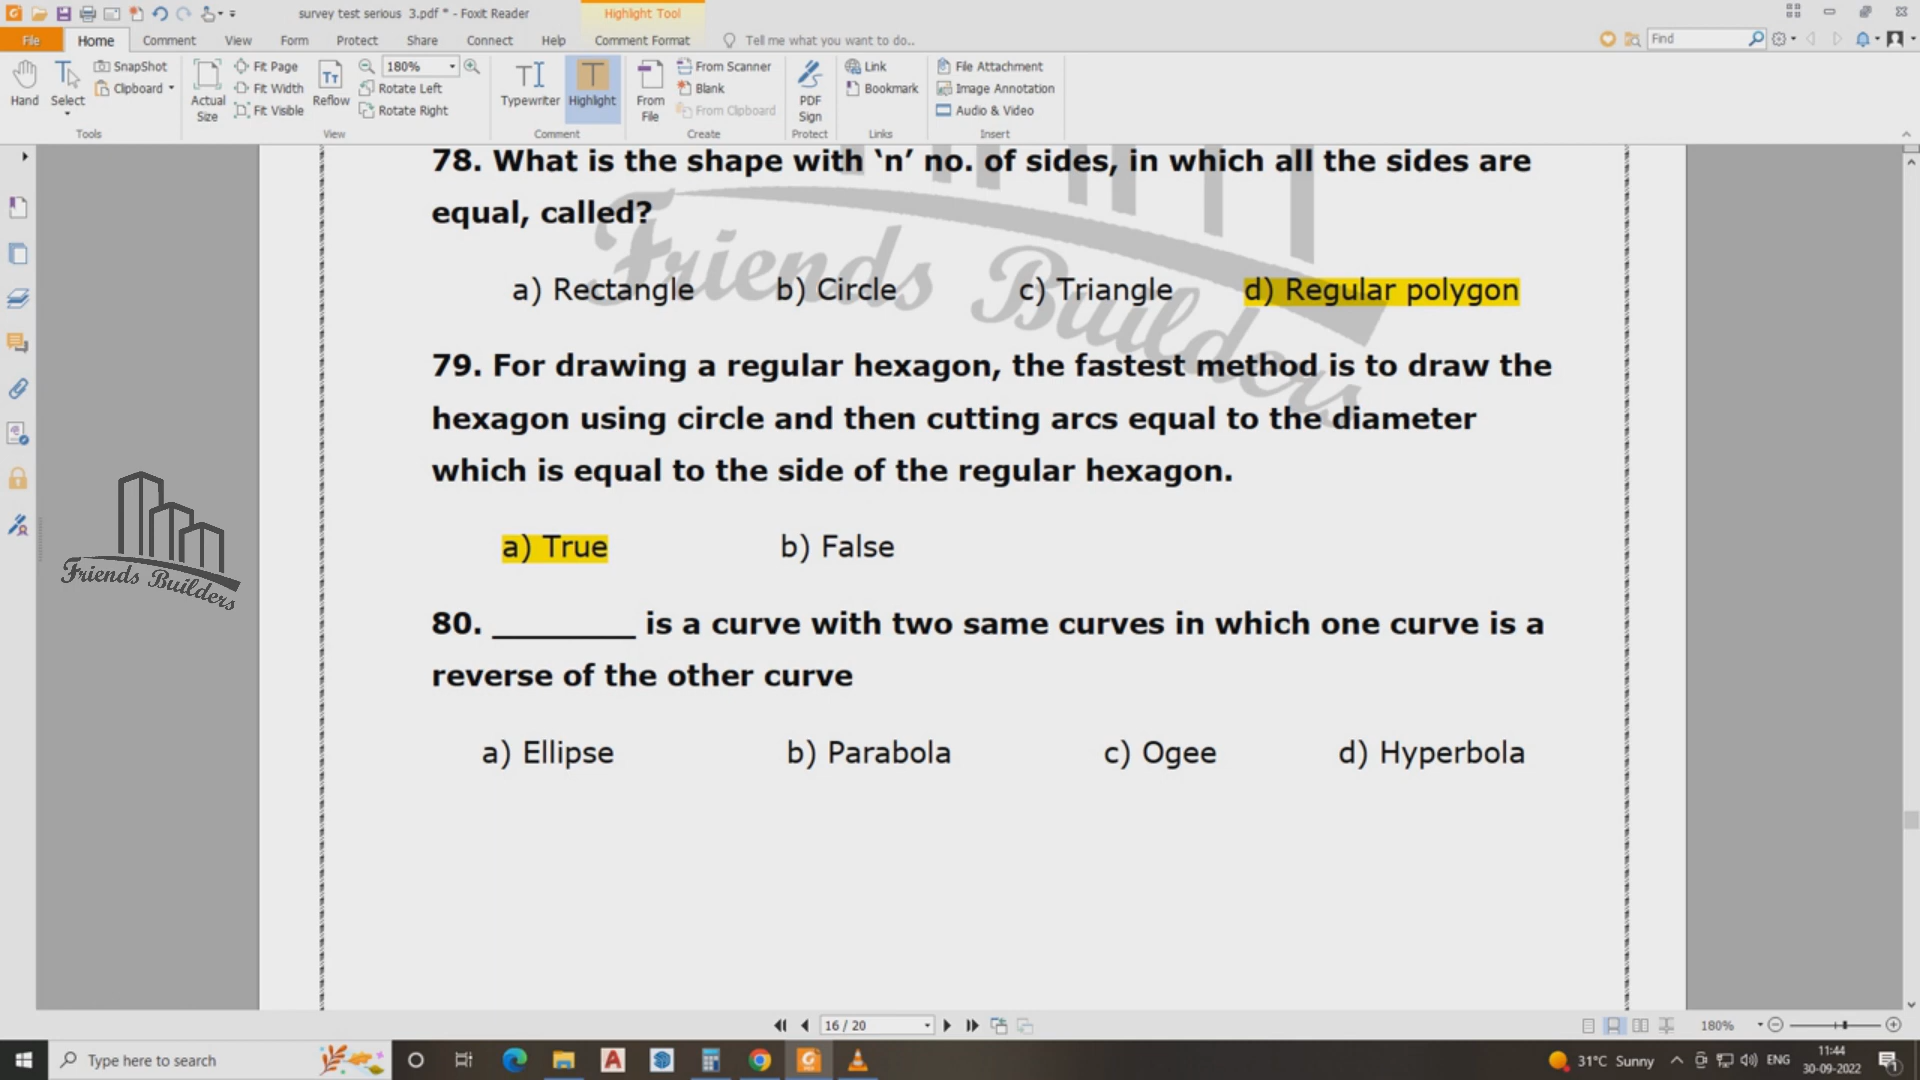 survey test serious 3.pdf * - Foxit Reader
Highlight Tool
File Home Comment View Form Protect Share Connect Help Comment Format Tell me what you want to do.. Find
Hand
Select
SnapShot
Clipboard
Tools
Actual Size
Fit Page
Fit Width
Fit Visible
Reflow
180%
Rotate Left
Rotate Right
View
Typewriter
Highlight
Comment
From File
From Scanner
Blank
From Clipboard
Create
PDF Sign
Protect
Link
Bookmark
Links
File Attachment
Image Annotation
Audio & Video
Insert
78. What is the shape with ‘n’ no. of sides, in which all the sides are
equal, called?
a) Rectangle b) Circle c) Triangle d) Regular polygon
79. For drawing a regular hexagon, the fastest method is to draw the
hexagon using circle and then cutting arcs equal to the diameter
which is equal to the side of the regular hexagon.
a) True b) False
80. ________ is a curve with two same curves in which one curve is a
reverse of the other curve
a) Ellipse b) Parabola c) Ogee d) Hyperbola
Friends Builders
Friends Builders
16 / 20
180%
Type here to search
31°C Sunny
ENG
11:44
30-09-2022
1